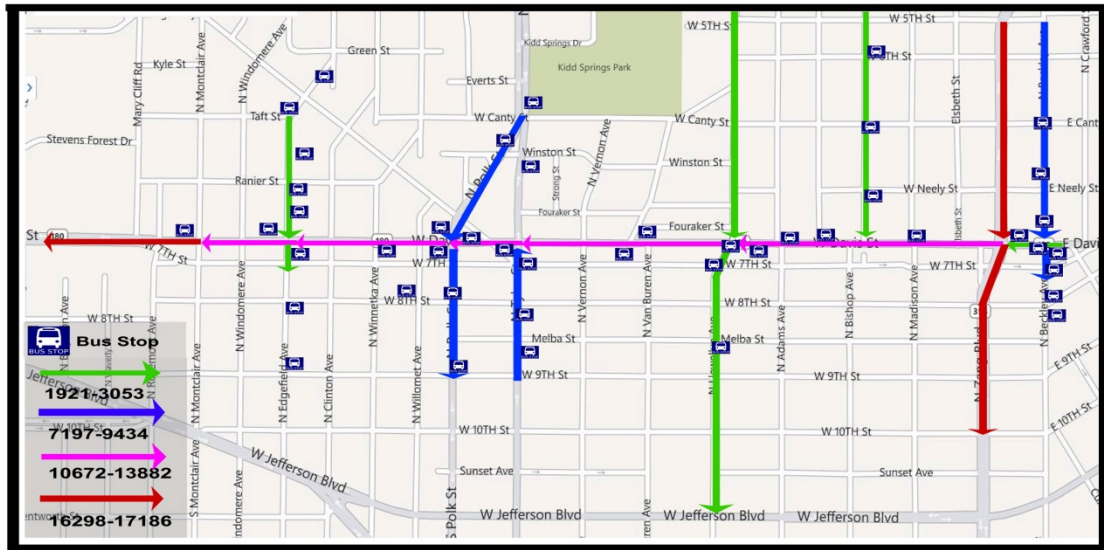 W 5TH St
W 5TH St
Kidd Springs Dr
Green St
Kidd Springs Park
Kyle St
Mary Cliff Rd
N Montclair Ave
N Windomere Ave
Everts St
N Crawford St
Elsbeth St
Taft St
W Canty St
W Canty St
E Cant
Stevens Forest Dr
Winston St
Winston St
Strong St
N Vernon Ave
Ranier St
N Polk S
W Neely St
E Neely St
Fouraker St
Fouraker St
St
180
180
W Davis St
E Davi
W 7TH St
W 7TH
W 7TH St
W 7TH St
W 8TH St
W 8TH St
W 8TH St
N Windomere Ave
N Winnetka Ave
N Vernon Ave
N Van Buren Ave
N Adams Ave
N Bishop Ave
N Madison Ave
N Beckley Ave
Melba St
Melba St
N Montclair Ave
N Edgefield Ave
N Clinton Ave
N Willomet Ave
W 9TH St
W 9TH St
E 9TH St
N Zang Blvd
W 10TH St
W 10TH St
W 10TH St
E 10TH St
Jefferson Blvd
W Jefferson Blvd
Sunset Ave
Sunset Ave
S Montclair Ave
S Polk St
W Jefferson Blvd
W Jefferson Blvd
W Jefferson Blvd
Bus Stop
BUS STOP
1921-3053
7197-9434
10672-13882
16298-17186